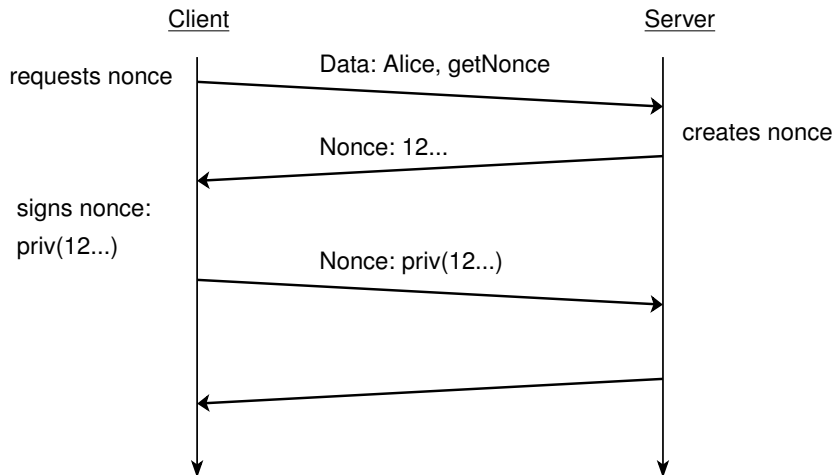 Client
Server
requests nonce
Data: Alice, getNonce
creates nonce
Nonce: 12...
signs nonce:
priv(12...)
Nonce: priv(12...)